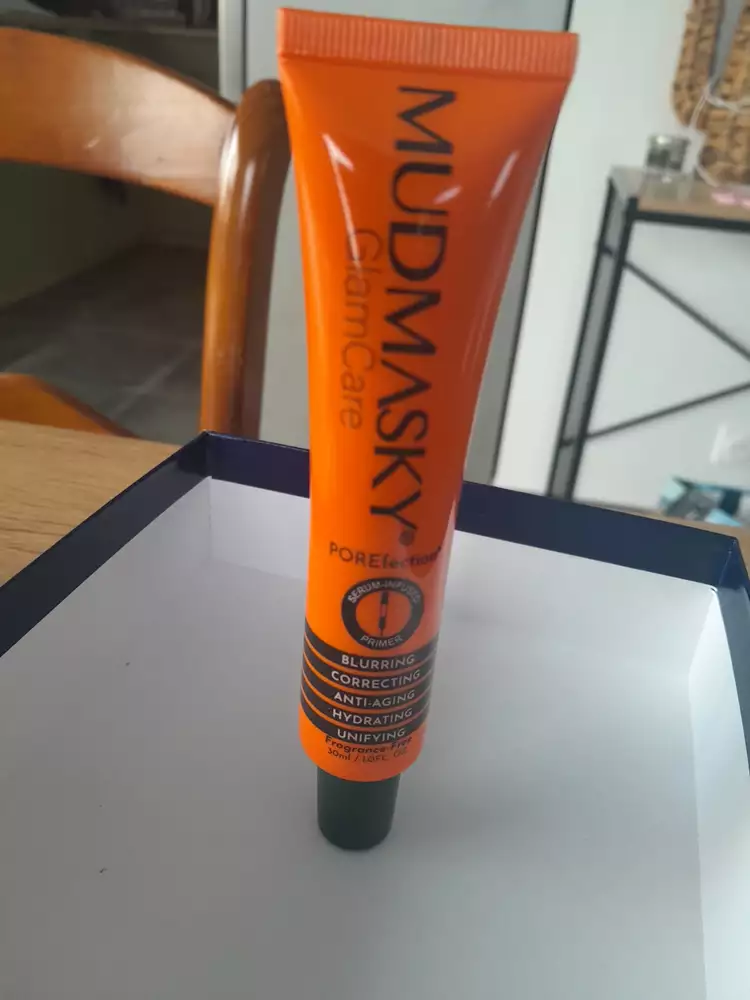 MUDMASKY®
GlamCare
POREfection®
SERUM-INFUSED
PRIMER
BLURRING
CORRECTING
ANTI-AGING
HYDRATING
UNIFYING
Fragrance Free
30ml / 1.0FL. OZ